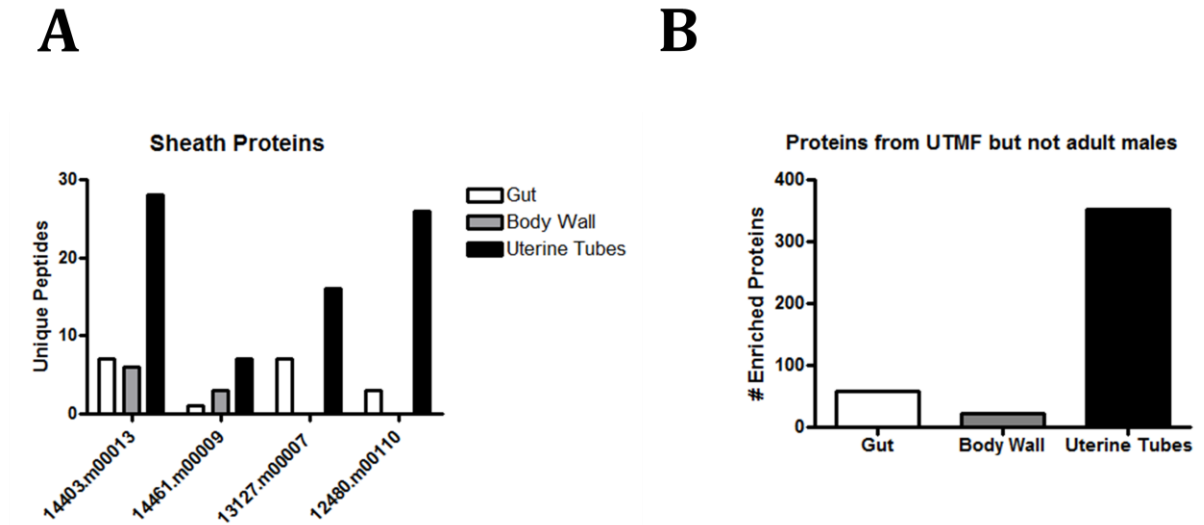 A
B
Sheath Proteins
Unique Peptides
30
20
10
0
14403.m00013
14461.m00009
13127.m00007
12480.m00110
Gut
Body Wall
Uterine Tubes
Proteins from UTMF but not adult males
# Enriched Proteins
400
300
200
100
0
Gut
Body Wall
Uterine Tubes